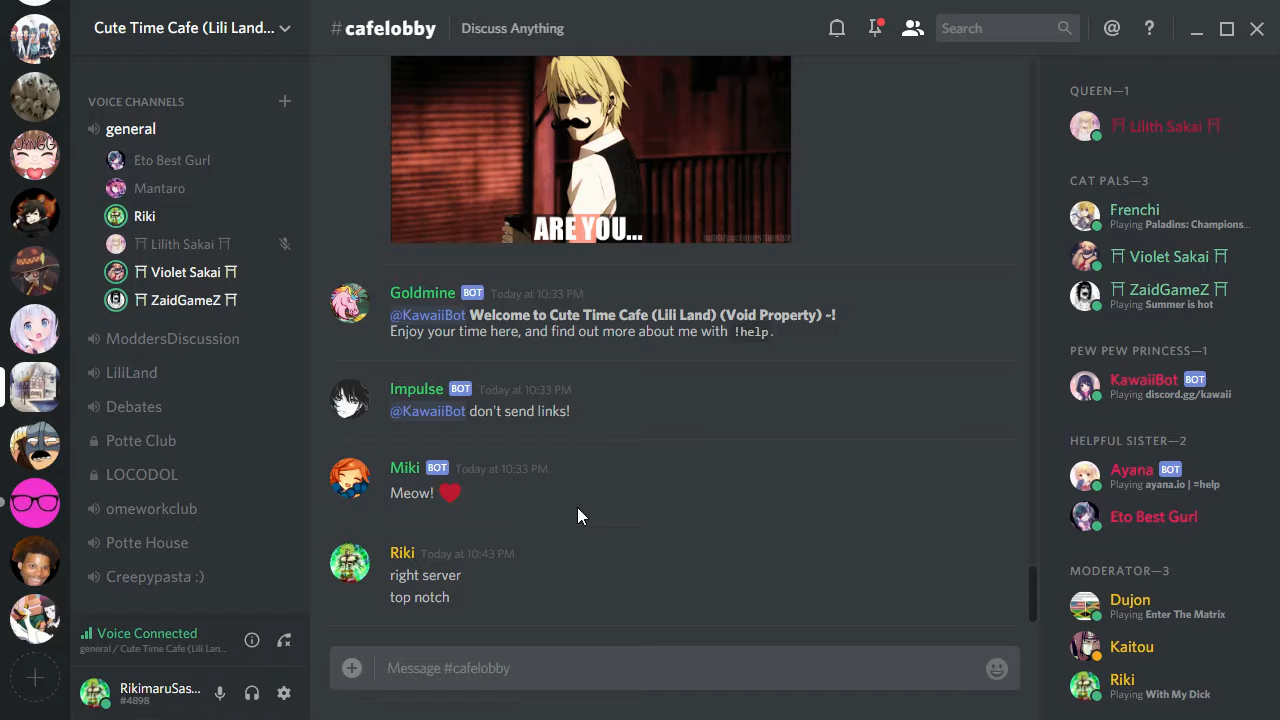 Cute Time Cafe (Lili Land...
VOICE CHANNELS
general
Eto Best Gurl
Mantaro
Riki
⛩ Lilith Sakai ⛩
⛩ Violet Sakai ⛩
⛩ ZaidGameZ ⛩
ModdersDiscussion
LiliLand
Debates
Potte Club
LOCODOL
omeworkclub
Potte House
Creepypasta :)
Voice Connected
general / Cute Time Cafe (Lili Lan...
RikimaruSas...
#4898
#cafelobby
Discuss Anything
Search
ARE YOU...
Goldmine BOT Today at 10:33 PM
@KawaiiBot Welcome to Cute Time Cafe (Lili Land) (Void Property) ~!
Enjoy your time here, and find out more about me with !help.
Impulse BOT Today at 10:33 PM
@KawaiiBot don't send links!
Miki BOT Today at 10:33 PM
Meow! ❤
Riki Today at 10:43 PM
right server
top notch
Message #cafelobby
QUEEN—1
⛩ Lilith Sakai ⛩
CAT PALS—3
Frenchi
Playing Paladins: Champions...
⛩ Violet Sakai ⛩
⛩ ZaidGameZ ⛩
Playing Summer is hot
PEW PEW PRINCESS—1
KawaiiBot BOT
Playing discord.gg/kawaii
HELPFUL SISTER—2
Ayana BOT
Playing ayana.io | =help
Eto Best Gurl
MODERATOR—3
Dujon
Playing Enter The Matrix
Kaitou
Riki
Playing With My Dick